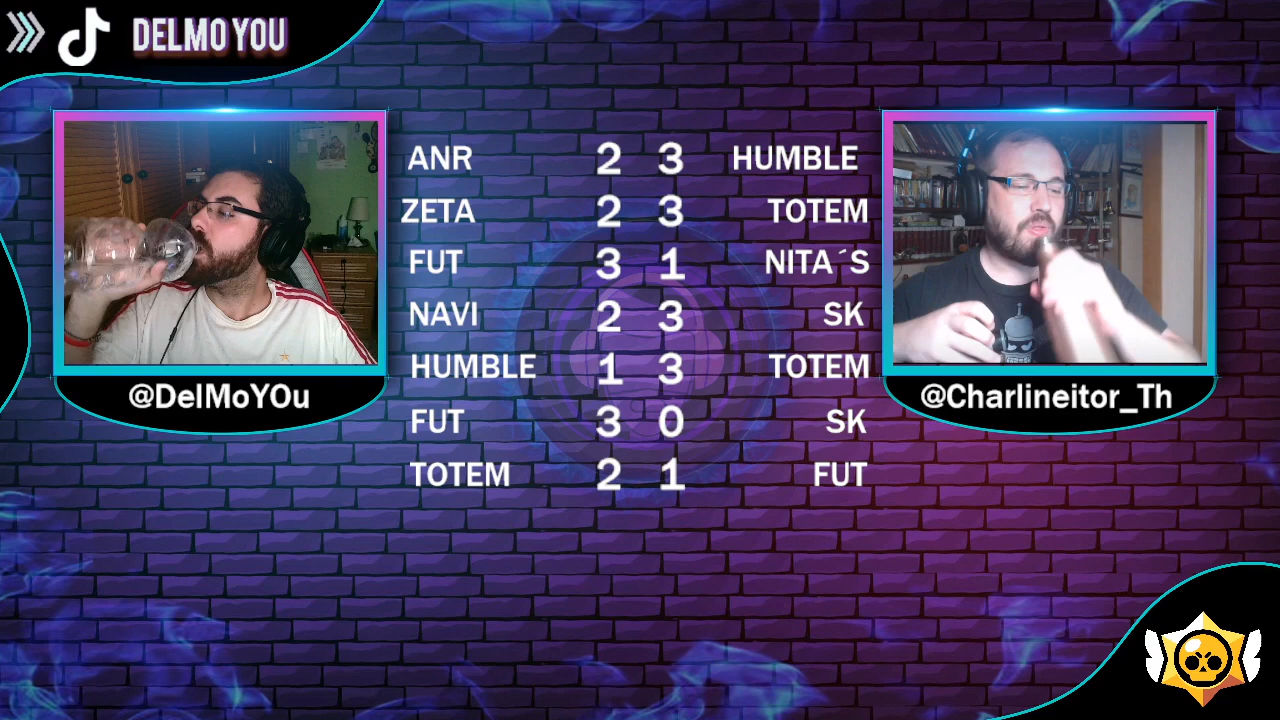 DELMO YOU
ANR 2 3 HUMBLE
ZETA 2 3 TOTEM
FUT 3 1 NITA´S
NAVI 2 3 SK
HUMBLE 1 3 TOTEM
FUT 3 0 SK
TOTEM 2 1 FUT
@DelMoYOu
@Charlineitor_Th